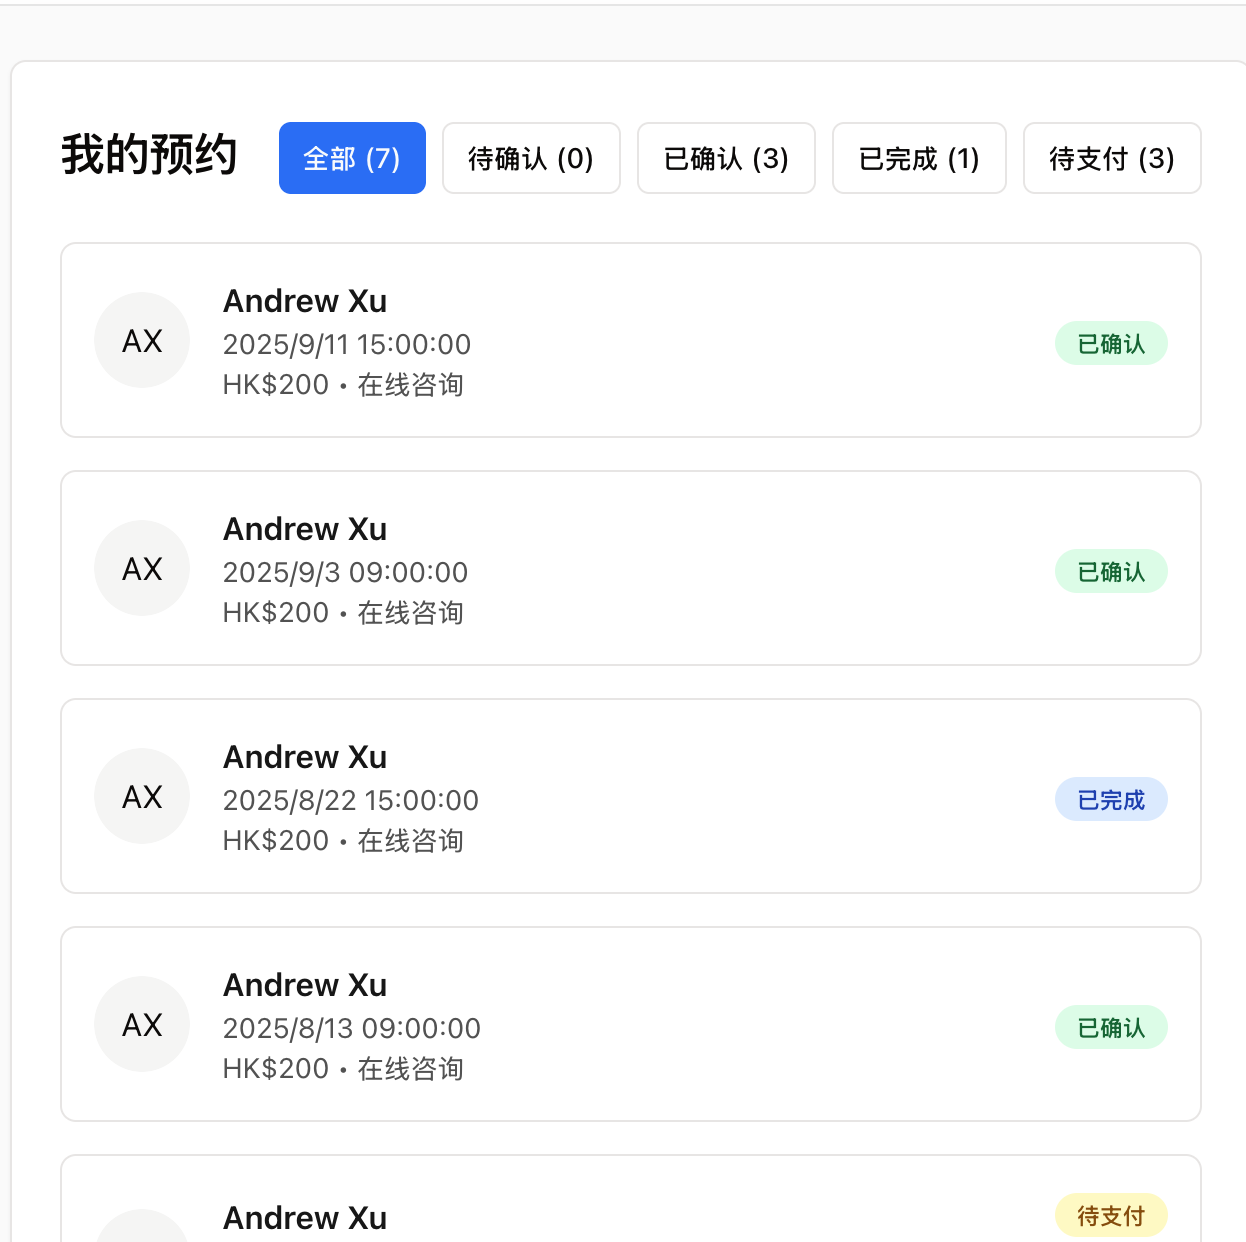 我的预约
全部 (7)
待确认 (0)
已确认 (3)
已完成 (1)
待支付 (3)
AX
Andrew Xu
2025/9/11 15:00:00
HK$200 • 在线咨询
已确认
AX
Andrew Xu
2025/9/3 09:00:00
HK$200 • 在线咨询
已确认
AX
Andrew Xu
2025/8/22 15:00:00
HK$200 • 在线咨询
已完成
AX
Andrew Xu
2025/8/13 09:00:00
HK$200 • 在线咨询
已确认
Andrew Xu
待支付